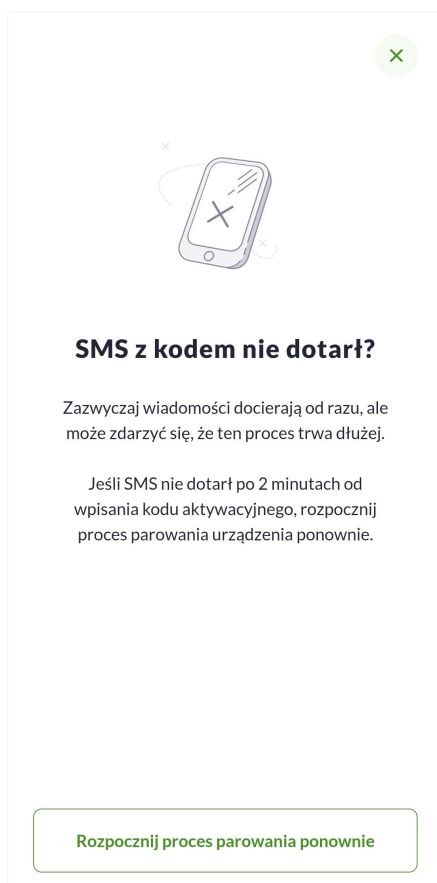 SMS z kodem nie dotarł?
Zazwyczaj wiadomości docierają od razu, ale
może zdarzyć się, że ten proces trwa dłużej.
Jeśli SMS nie dotarł po 2 minutach od
wpisania kodu aktywacyjnego, rozpocznij
proces parowania urządzenia ponownie.
Rozpocznij proces parowania ponownie